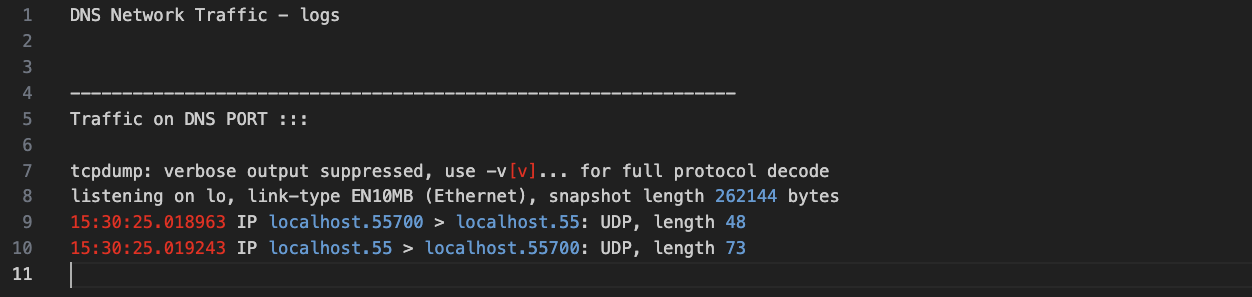 1 DNS Network Traffic - logs
2
3
4 ----------------------------------------------------------------
5 Traffic on DNS PORT :::
6
7 tcpdump: verbose output suppressed, use -v[v]... for full protocol decode
8 listening on lo, link-type EN10MB (Ethernet), snapshot length 262144 bytes
9 15:30:25.018963 IP localhost.55700 > localhost.55: UDP, length 48
10 15:30:25.019243 IP localhost.55 > localhost.55700: UDP, length 73
11